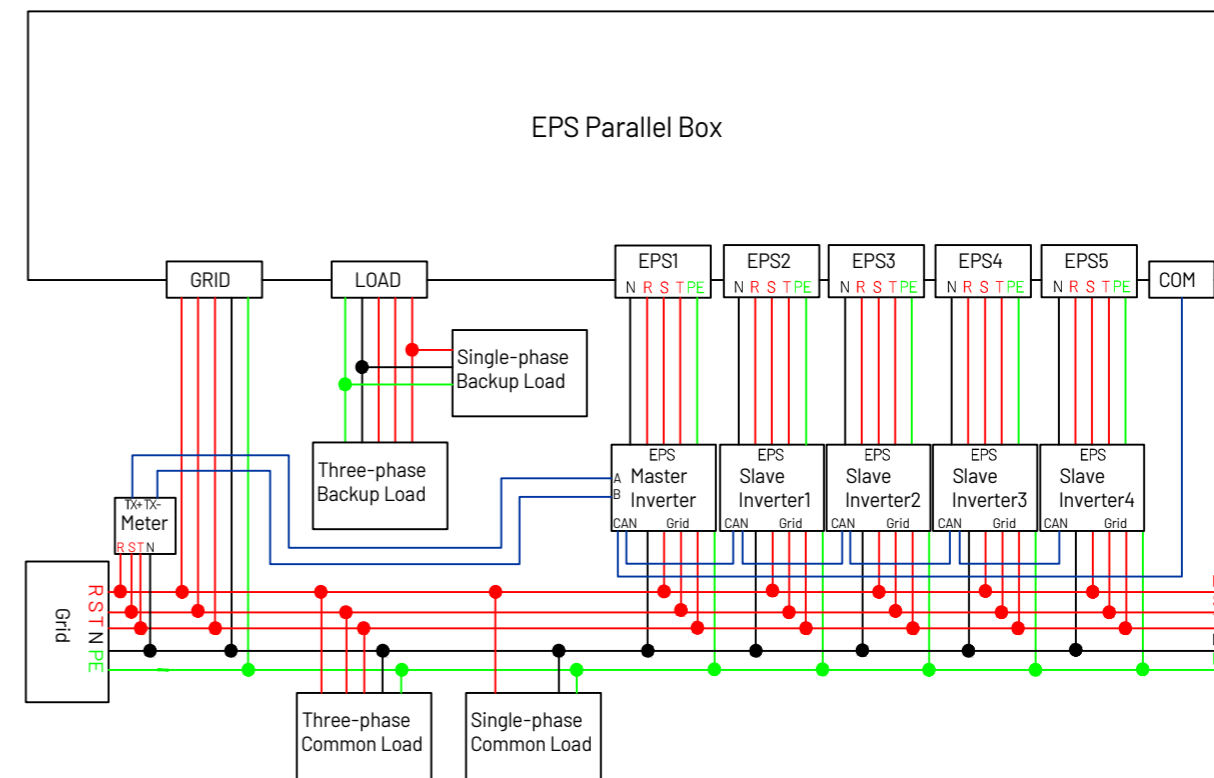 EPS Parallel Box
GRID
LOAD
EPS1
EPS2
EPS3
EPS4
EPS5
COM
N R S T PE
N R S T PE
N R S T PE
N R S T PE
N R S T PE
Single-phase
Backup Load
Three-phase
Backup Load
TX+ TX-
Meter
R S T N
A
B
EPS
Master
Inverter
CAN Grid
EPS
Slave
Inverter1
CAN Grid
EPS
Slave
Inverter2
CAN Grid
EPS
Slave
Inverter3
CAN Grid
EPS
Slave
Inverter4
CAN Grid
Grid
R
S
T
N
PE
Three-phase
Common Load
Single-phase
Common Load